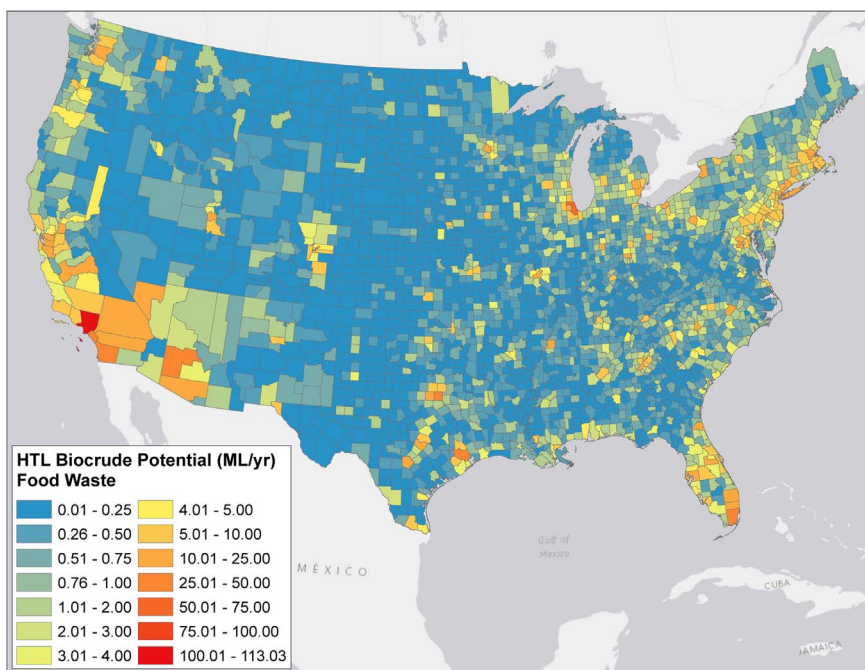 HTL Biocrude Potential (ML/yr)
Food Waste
0.01 - 0.25
0.26 - 0.50
0.51 - 0.75
0.76 - 1.00
1.01 - 2.00
2.01 - 3.00
3.01 - 4.00
4.01 - 5.00
5.01 - 10.00
10.01 - 25.00
25.01 - 50.00
50.01 - 75.00
75.01 - 100.00
100.01 - 113.03
MÉXICO
Gulf of
Mexico
CUBA
JAMAICA